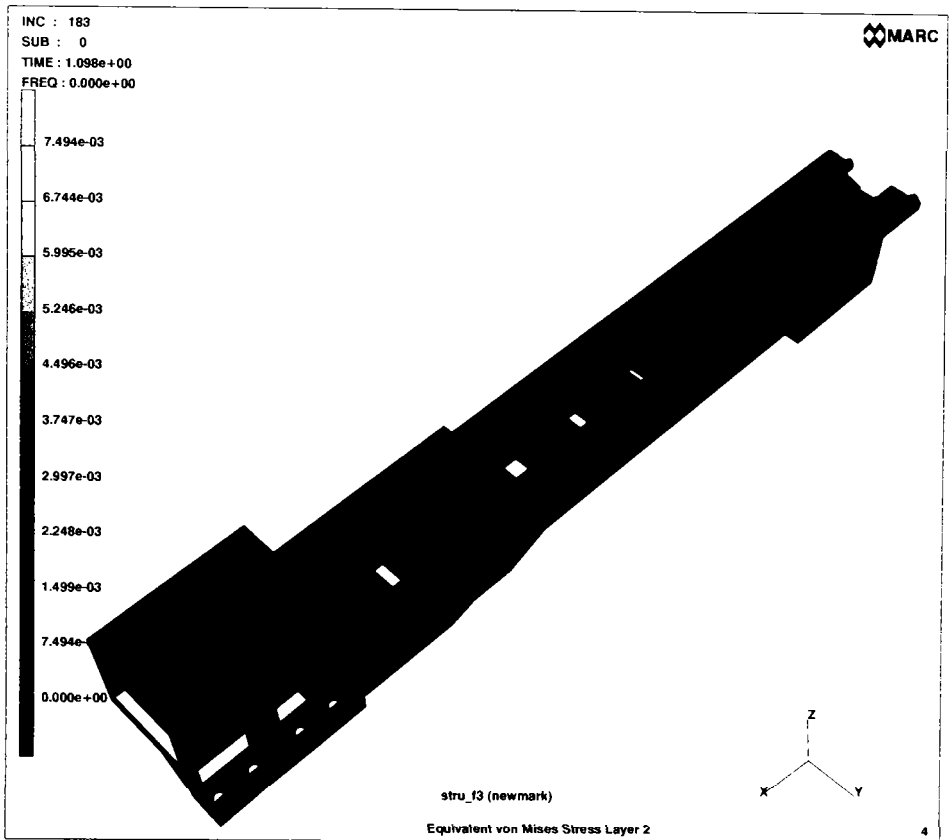 INC : 183
SUB : 0
TIME : 1.098e+00
FREQ : 0.000e+00
MARC
7.494e-03
6.744e-03
5.995e-03
5.246e-03
4.496e-03
3.747e-03
2.997e-03
2.248e-03
1.499e-03
7.494e-
0.000e+00
Z
X
Y
stru_f3 (newmark)
Equivalent von Mises Stress Layer 2
4